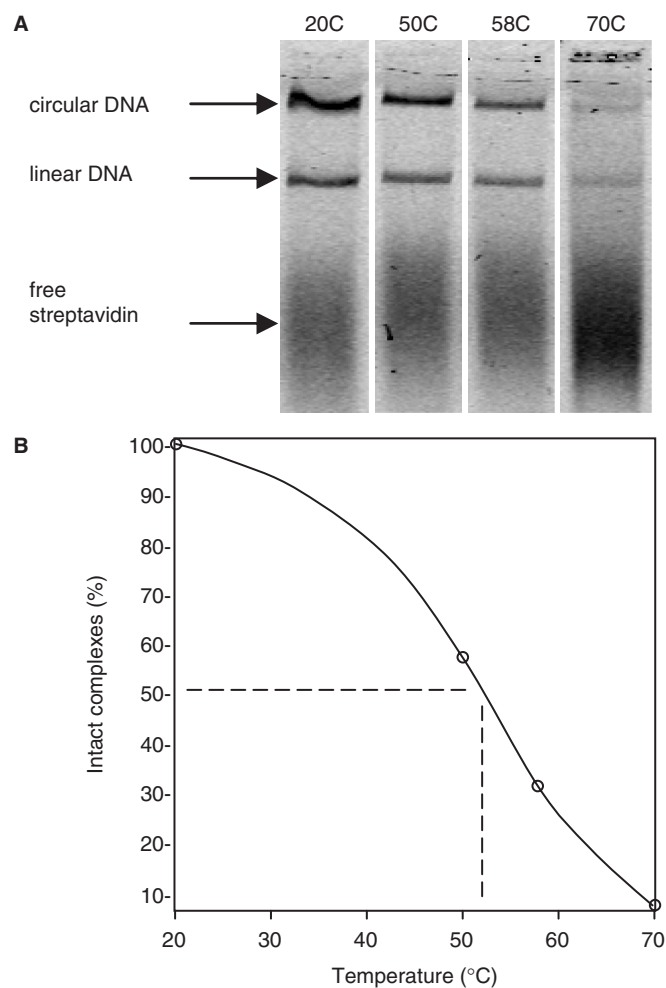 A
20C 50C 58C 70C
circular DNA
linear DNA
free
streptavidin
B
100-
90-
80-
70-
60-
50-
40-
30-
20-
10-
Intact complexes (%)
20 30 40 50 60 70
Temperature (°C)